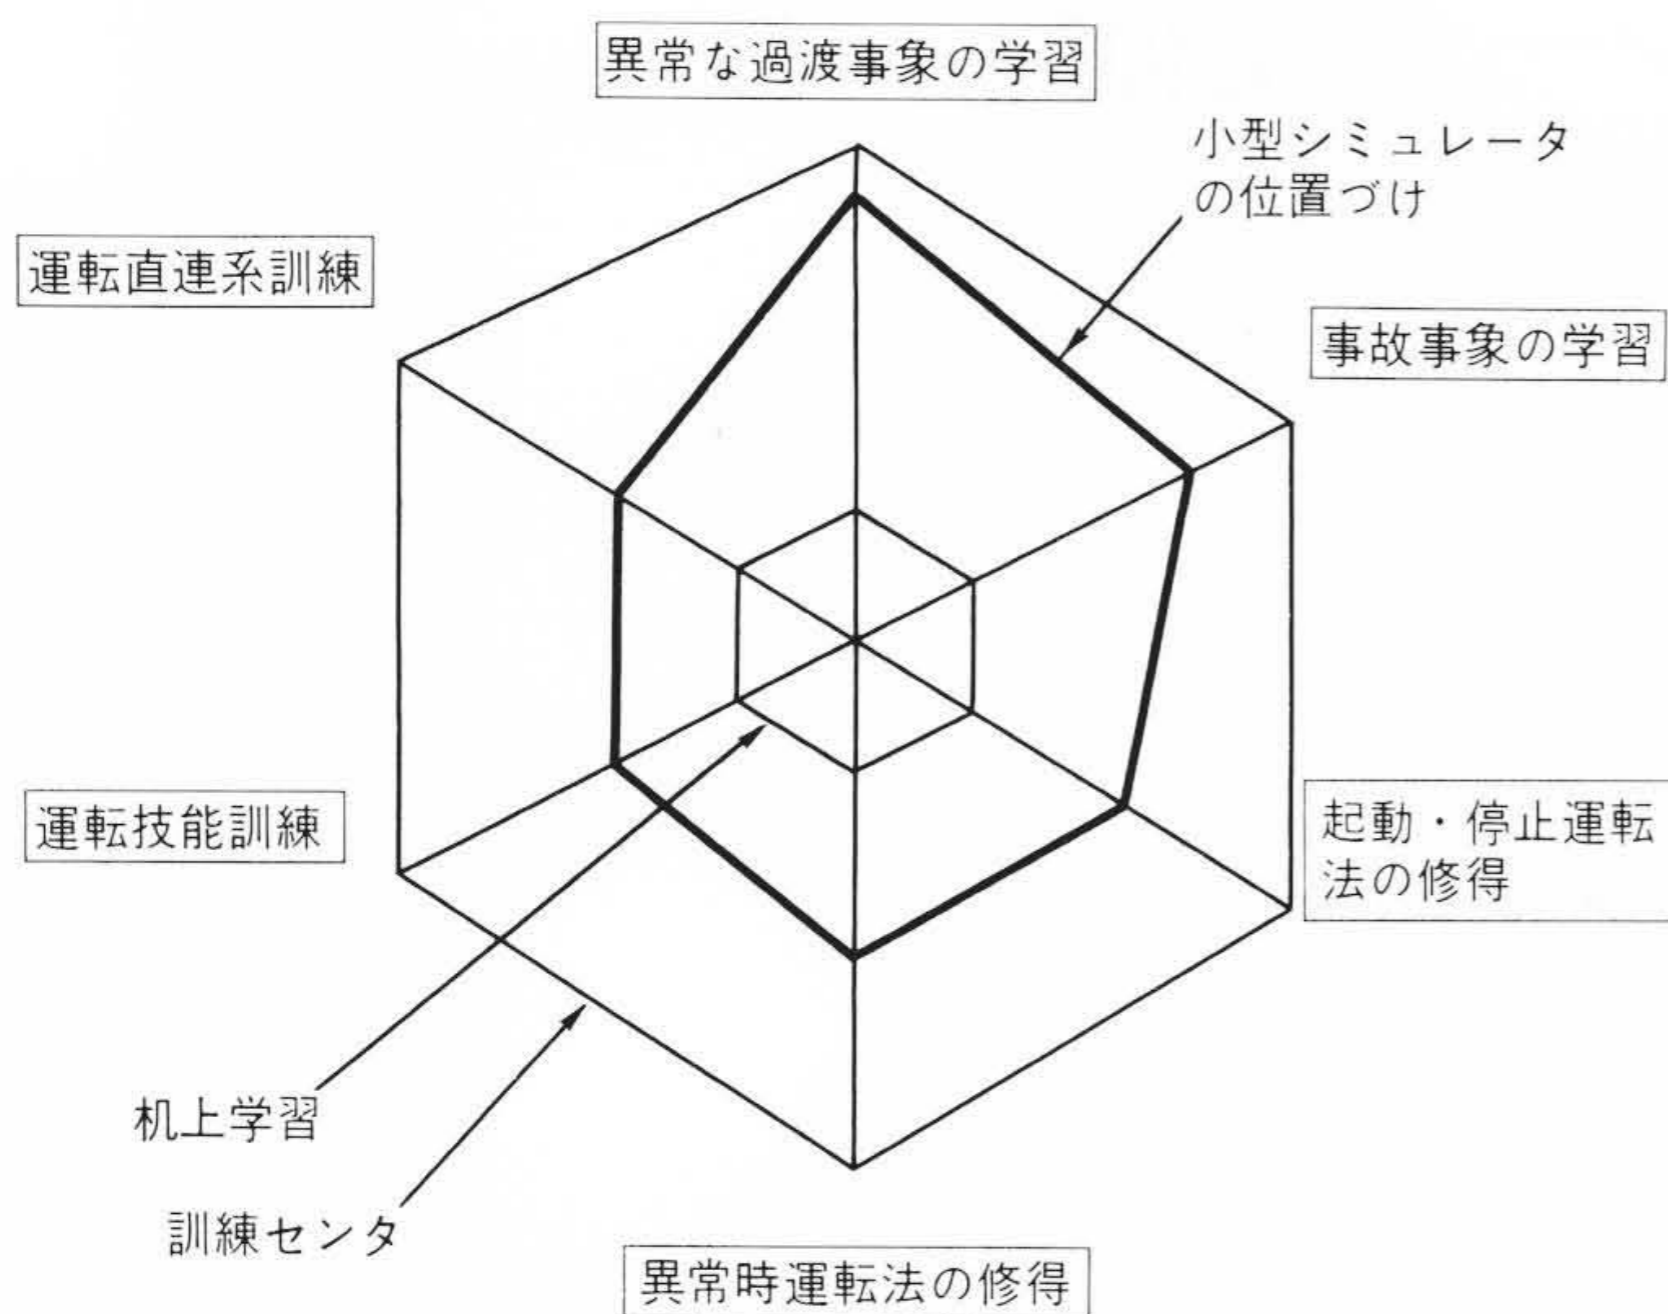 異常な過渡事象の学習
小型シミュレータ
の位置づけ
運転直連系訓練
事故事象の学習
運転技能訓練
起動・停止運転
法の修得
机上学習
訓練センタ
異常時運転法の修得